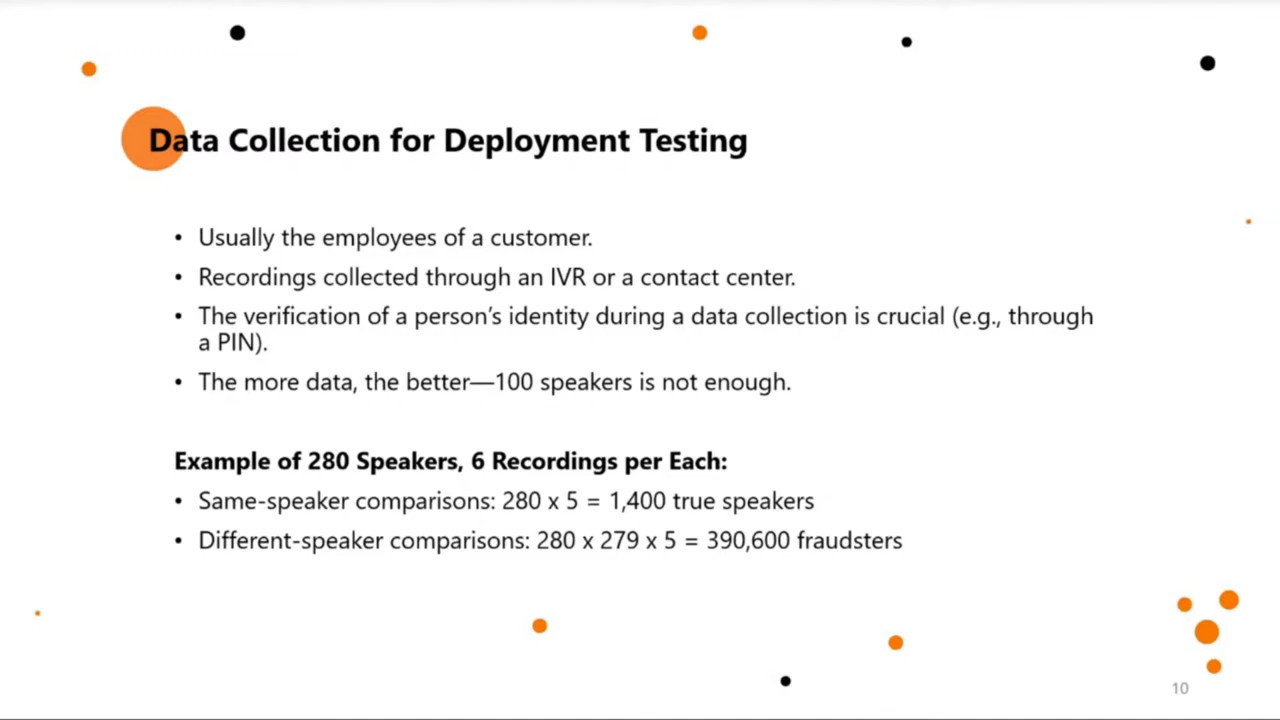 Data Collection for Deployment Testing
• Usually the employees of a customer.
• Recordings collected through an IVR or a contact center.
• The verification of a person’s identity during a data collection is crucial (e.g., through
a PIN).
• The more data, the better—100 speakers is not enough.
Example of 280 Speakers, 6 Recordings per Each:
• Same-speaker comparisons: 280 x 5 = 1,400 true speakers
• Different-speaker comparisons: 280 x 279 x 5 = 390,600 fraudsters
10